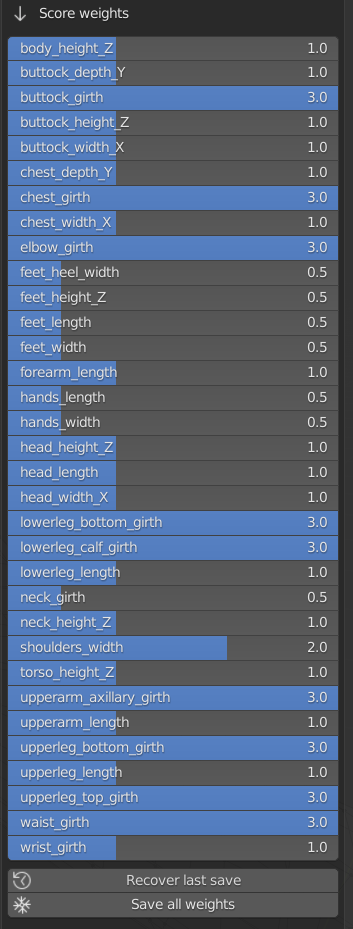 Score weights
body_height_Z 1.0
buttock_depth_Y 1.0
buttock_girth 3.0
buttock_height_Z 1.0
buttock_width_X 1.0
chest_depth_Y 1.0
chest_girth 3.0
chest_width_X 1.0
elbow_girth 3.0
feet_heel_width 0.5
feet_height_Z 0.5
feet_length 0.5
feet_width 0.5
forearm_length 1.0
hands_length 0.5
hands_width 0.5
head_height_Z 1.0
head_length 1.0
head_width_X 1.0
lowerleg_bottom_girth 3.0
lowerleg_calf_girth 3.0
lowerleg_length 1.0
neck_girth 0.5
neck_height_Z 1.0
shoulders_width 2.0
torso_height_Z 1.0
upperarm_axillary_girth 3.0
upperarm_length 1.0
upperleg_bottom_girth 3.0
upperleg_length 1.0
upperleg_top_girth 3.0
waist_girth 3.0
wrist_girth 1.0
Recover last save
Save all weights